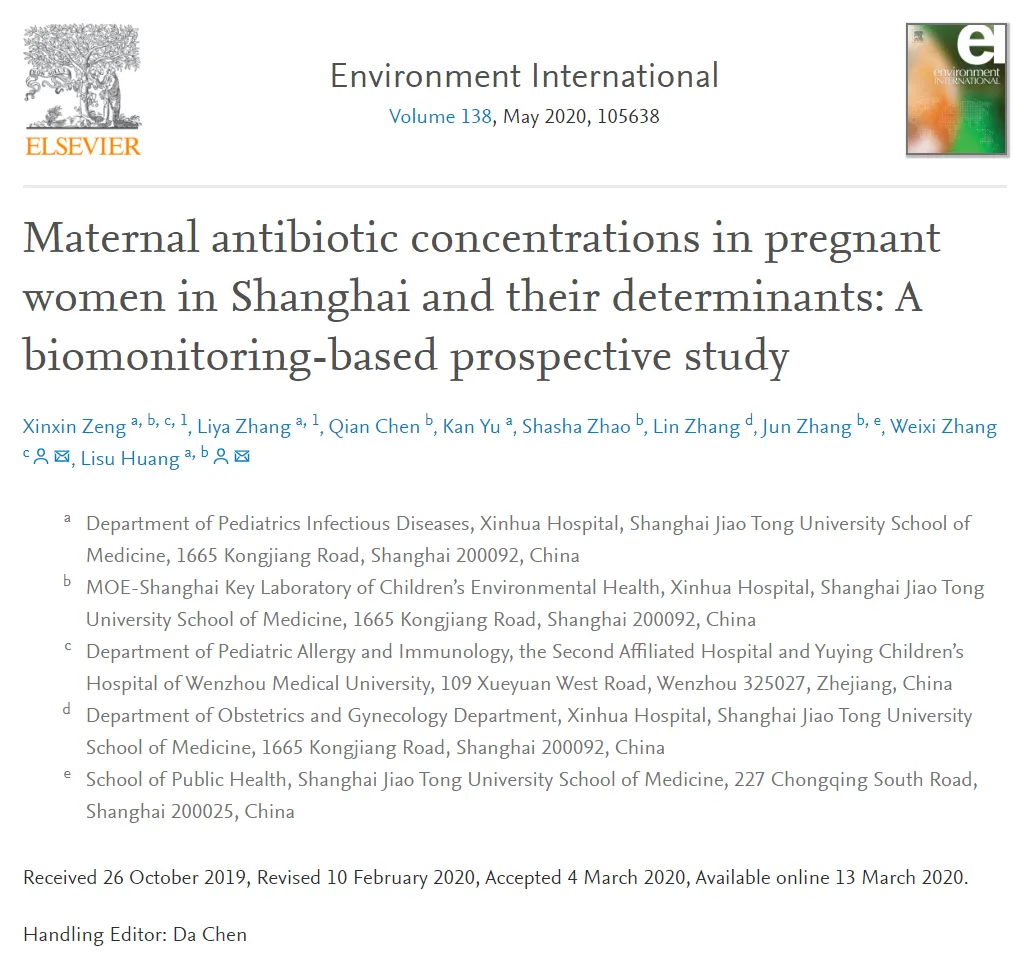 Environment International
Volume 138, May 2020, 105638
ELSEVIER
ei
environment
INTERNATIONAL
Maternal antibiotic concentrations in pregnant
women in Shanghai and their determinants: A
biomonitoring-based prospective study
Xinxin Zeng a, b, c, 1, Liya Zhang a, 1, Qian Chen b, Kan Yu a, Shasha Zhao b, Lin Zhang d, Jun Zhang b, e, Weixi Zhang
c, Lisu Huang a, b
a Department of Pediatrics Infectious Diseases, Xinhua Hospital, Shanghai Jiao Tong University School of
Medicine, 1665 Kongjiang Road, Shanghai 200092, China
b MOE-Shanghai Key Laboratory of Children’s Environmental Health, Xinhua Hospital, Shanghai Jiao Tong
University School of Medicine, 1665 Kongjiang Road, Shanghai 200092, China
c Department of Pediatric Allergy and Immunology, the Second Affiliated Hospital and Yuying Children’s
Hospital of Wenzhou Medical University, 109 Xueyuan West Road, Wenzhou 325027, Zhejiang, China
d Department of Obstetrics and Gynecology Department, Xinhua Hospital, Shanghai Jiao Tong University
School of Medicine, 1665 Kongjiang Road, Shanghai 200092, China
e School of Public Health, Shanghai Jiao Tong University School of Medicine, 227 Chongqing South Road,
Shanghai 200025, China
Received 26 October 2019, Revised 10 February 2020, Accepted 4 March 2020, Available online 13 March 2020.
Handling Editor: Da Chen